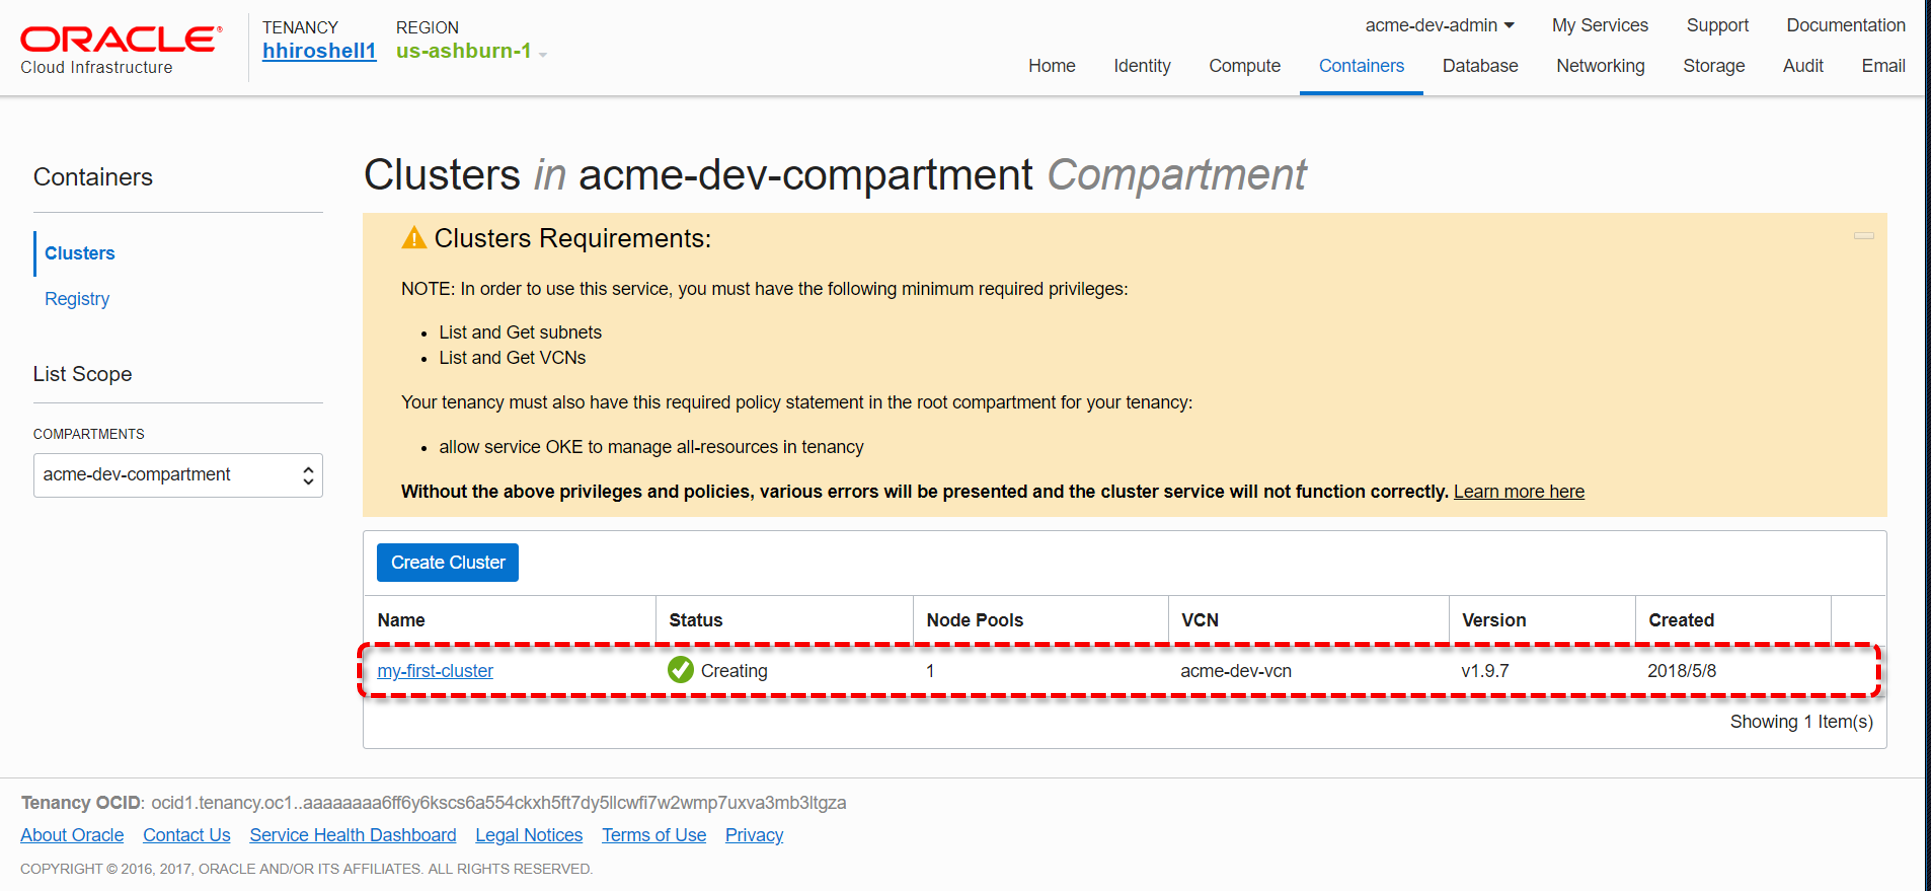 ORACLE®
Cloud Infrastructure
TENANCY
hhiroshell1
REGION
us-ashburn-1
acme-dev-admin My Services Support Documentation
Home Identity Compute Containers Database Networking Storage Audit Email
Containers
Clusters
Registry
List Scope
COMPARTMENTS
acme-dev-compartment
Clusters in acme-dev-compartment Compartment
Clusters Requirements:
NOTE: In order to use this service, you must have the following minimum required privileges:
• List and Get subnets
• List and Get VCNs
Your tenancy must also have this required policy statement in the root compartment for your tenancy:
• allow service OKE to manage all-resources in tenancy
Without the above privileges and policies, various errors will be presented and the cluster service will not function correctly. Learn more here
Create Cluster
Name Status Node Pools VCN Version Created
my-first-cluster Creating 1 acme-dev-vcn v1.9.7 2018/5/8
Showing 1 Item(s)
Tenancy OCID: ocid1.tenancy.oc1..aaaaaaaa6ff6y6kscs6a554ckxh5ft7dy5llcwfi7w2wmp7uxva3mb3ltgza
About Oracle Contact Us Service Health Dashboard Legal Notices Terms of Use Privacy
COPYRIGHT © 2016, 2017, ORACLE AND/OR ITS AFFILIATES. ALL RIGHTS RESERVED.